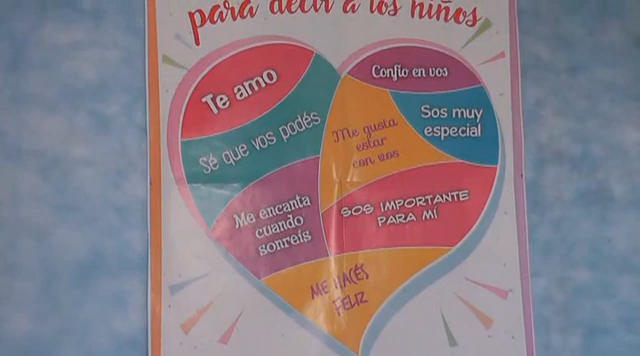 para decir a los niños
Te amo
Confío en vos
Sé que vos podés
Me gusta
estar
con vos
Sos muy
especial
Me encanta
cuando
sonreís
SOS IMPORTANTE
PARA MÍ
ME HACÉS
FELIZ